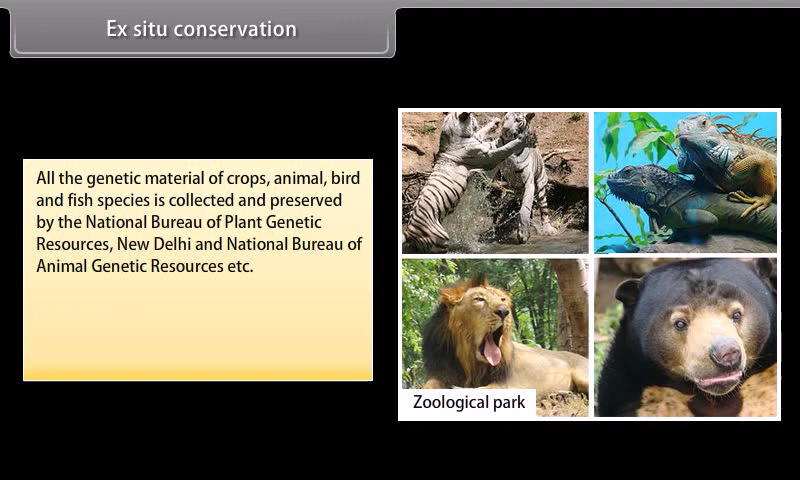 Ex situ conservation
All the genetic material of crops, animal, bird
and fish species is collected and preserved
by the National Bureau of Plant Genetic
Resources, New Delhi and National Bureau of
Animal Genetic Resources etc.
Zoological park